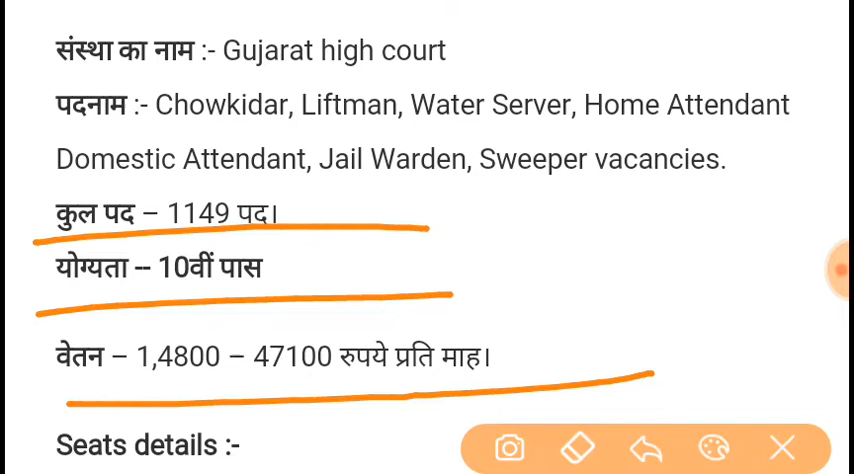 संस्था का नाम :- Gujarat high court
पदनाम :- Chowkidar, Liftman, Water Server, Home Attendant
Domestic Attendant, Jail Warden, Sweeper vacancies.
कुल पद – 1149 पद।
योग्यता – 10वीं पास
वेतन – 1,4800 – 47100 रुपये प्रति माह।
Seats details :-